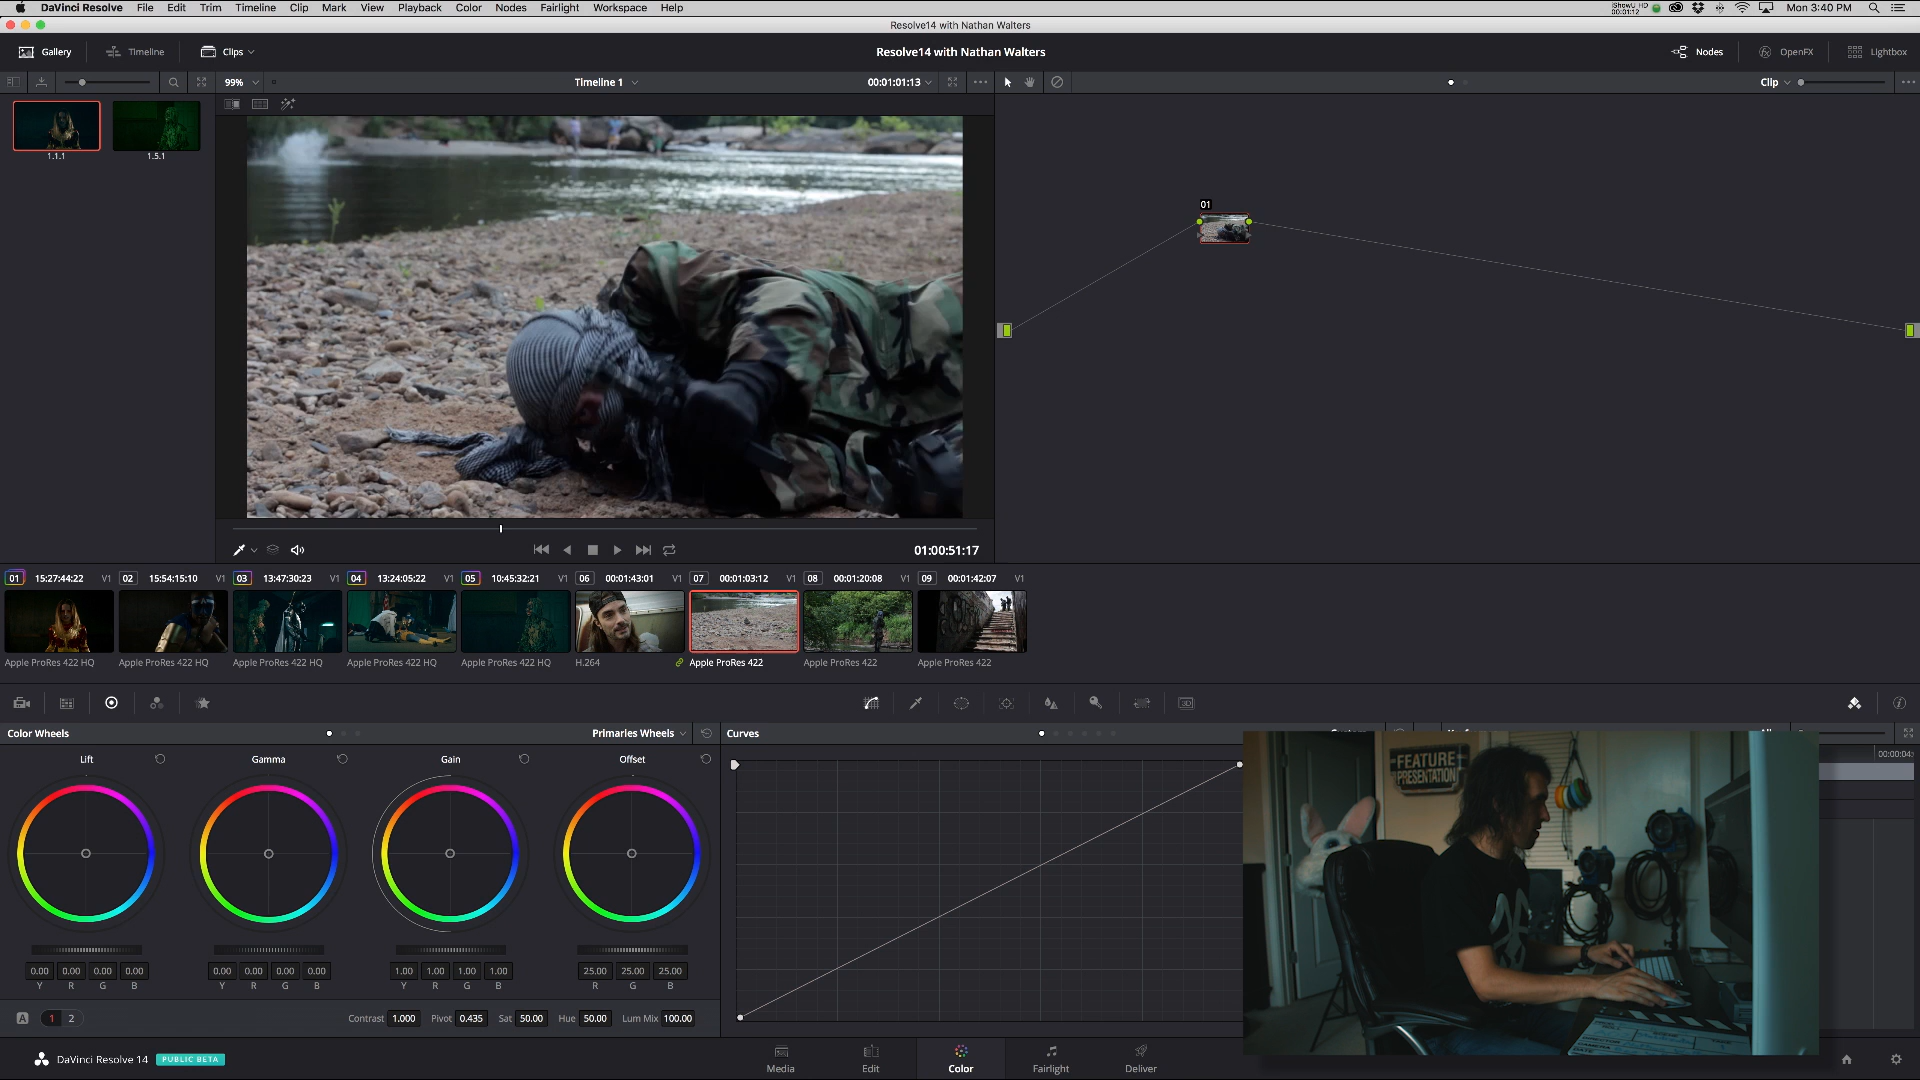 DaVinci Resolve File Edit Trim Timeline Clip Mark View Playback Color Nodes Fairlight Workspace Help
iShowU HD
00:01:12
Mon 3:40 PM
Resolve14 with Nathan Walters
Gallery Timeline Clips
Resolve14 with Nathan Walters
Nodes OpenFX Lightbox
99% Timeline 1 00:01:01:13 Clip
1.1.1 1.5.1
01
01:00:51:17
01 15:27:44:22 V1 02 15:54:15:10 V1 03 13:47:30:23 V1 04 13:24:05:22 V1 05 10:45:32:21 V1 06 00:01:43:01 V1 07 00:01:03:12 V1 08 00:01:20:08 V1 09 00:01:42:07 V1
Apple ProRes 422 HQ Apple ProRes 422 HQ Apple ProRes 422 HQ Apple ProRes 422 HQ Apple ProRes 422 HQ H.264 Apple ProRes 422 Apple ProRes 422 Apple ProRes 422
3D
Color Wheels Primaries Wheels Curves
Lift Gamma Gain Offset
00:00:04:
FEATURE
PRESENTATION
0.00 0.00 0.00 0.00 0.00 0.00 0.00 0.00 1.00 1.00 1.00 1.00 25.00 25.00 25.00
Y R G B Y R G B Y R G B R G B
A 1 2 Contrast 1.000 Pivot 0.435 Sat 50.00 Hue 50.00 Lum Mix 100.00
DaVinci Resolve 14 PUBLIC BETA
Media Edit Color Fairlight Deliver